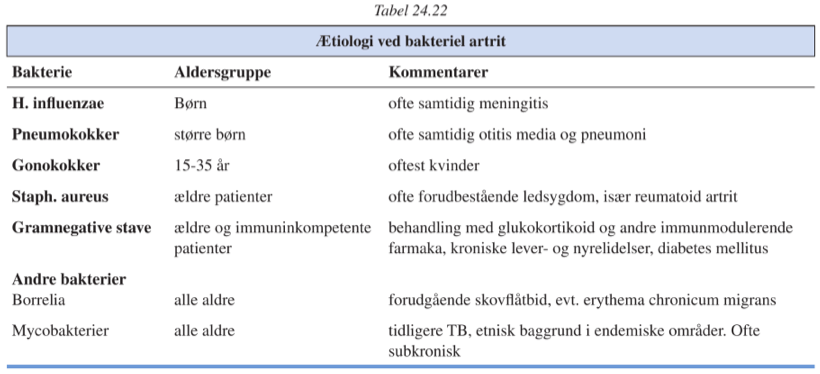 Tabel 24.22
Ætiologi ved bakteriel artrit
Bakterie Aldersgruppe Kommentarer
H. influenzae Børn ofte samtidig meningitis
Pneumokokker større børn ofte samtidig otitis media og pneumoni
Gonokokker 15-35 år oftest kvinder
Staph. aureus ældre patienter ofte forudbestående ledsygdom, især reumatoid artrit
Gramnegative stave ældre og immuninkompetente behandling med glukokortikoid og andre immunmodulerende
patienter farmaka, kroniske lever- og nyrelidelser, diabetes mellitus
Andre bakterier
Borrelia alle aldre forudgående skovflåtbid, evt. erythema chronicum migrans
Mycobakterier alle aldre tidligere TB, etnisk baggrund i endemiske områder. Ofte
subkronisk